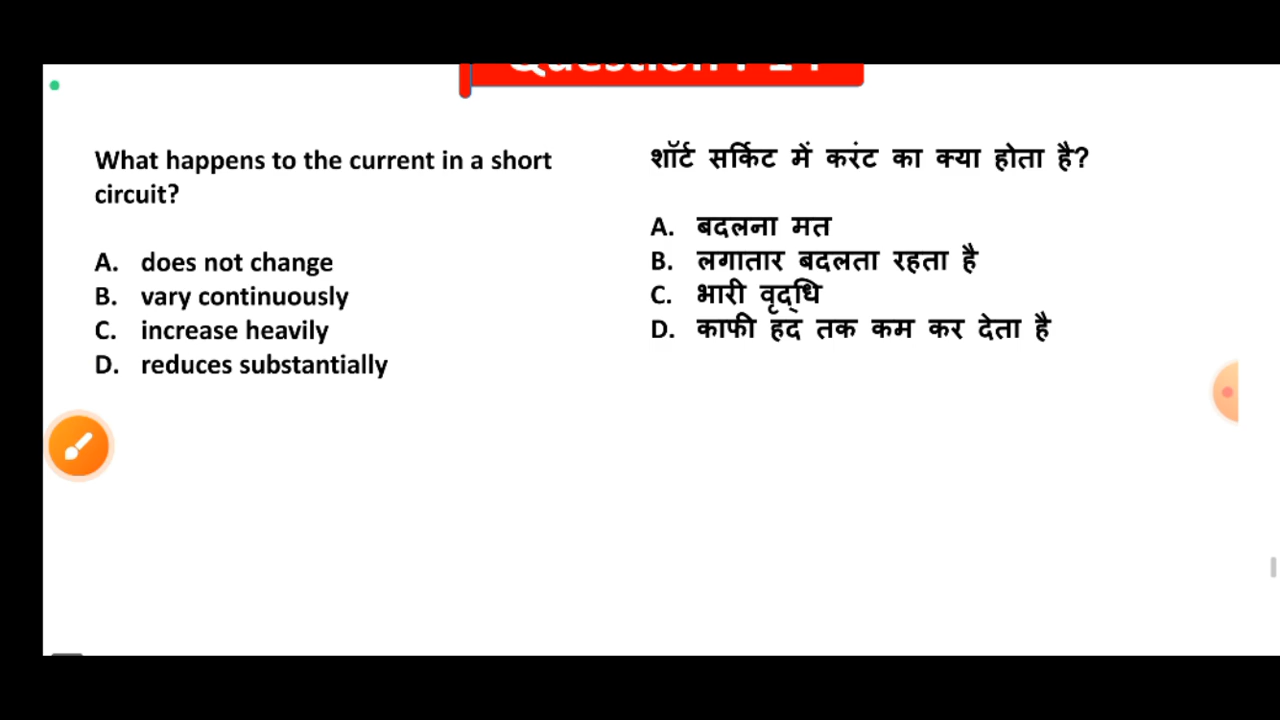 What happens to the current in a short
circuit?
A. does not change
B. vary continuously
C. increase heavily
D. reduces substantially
शॉर्ट सर्किट में करंट का क्या होता है?
A. बदलना मत
B. लगातार बदलता रहता है
C. भारी वृद्धि
D. काफी हद तक कम कर देता है